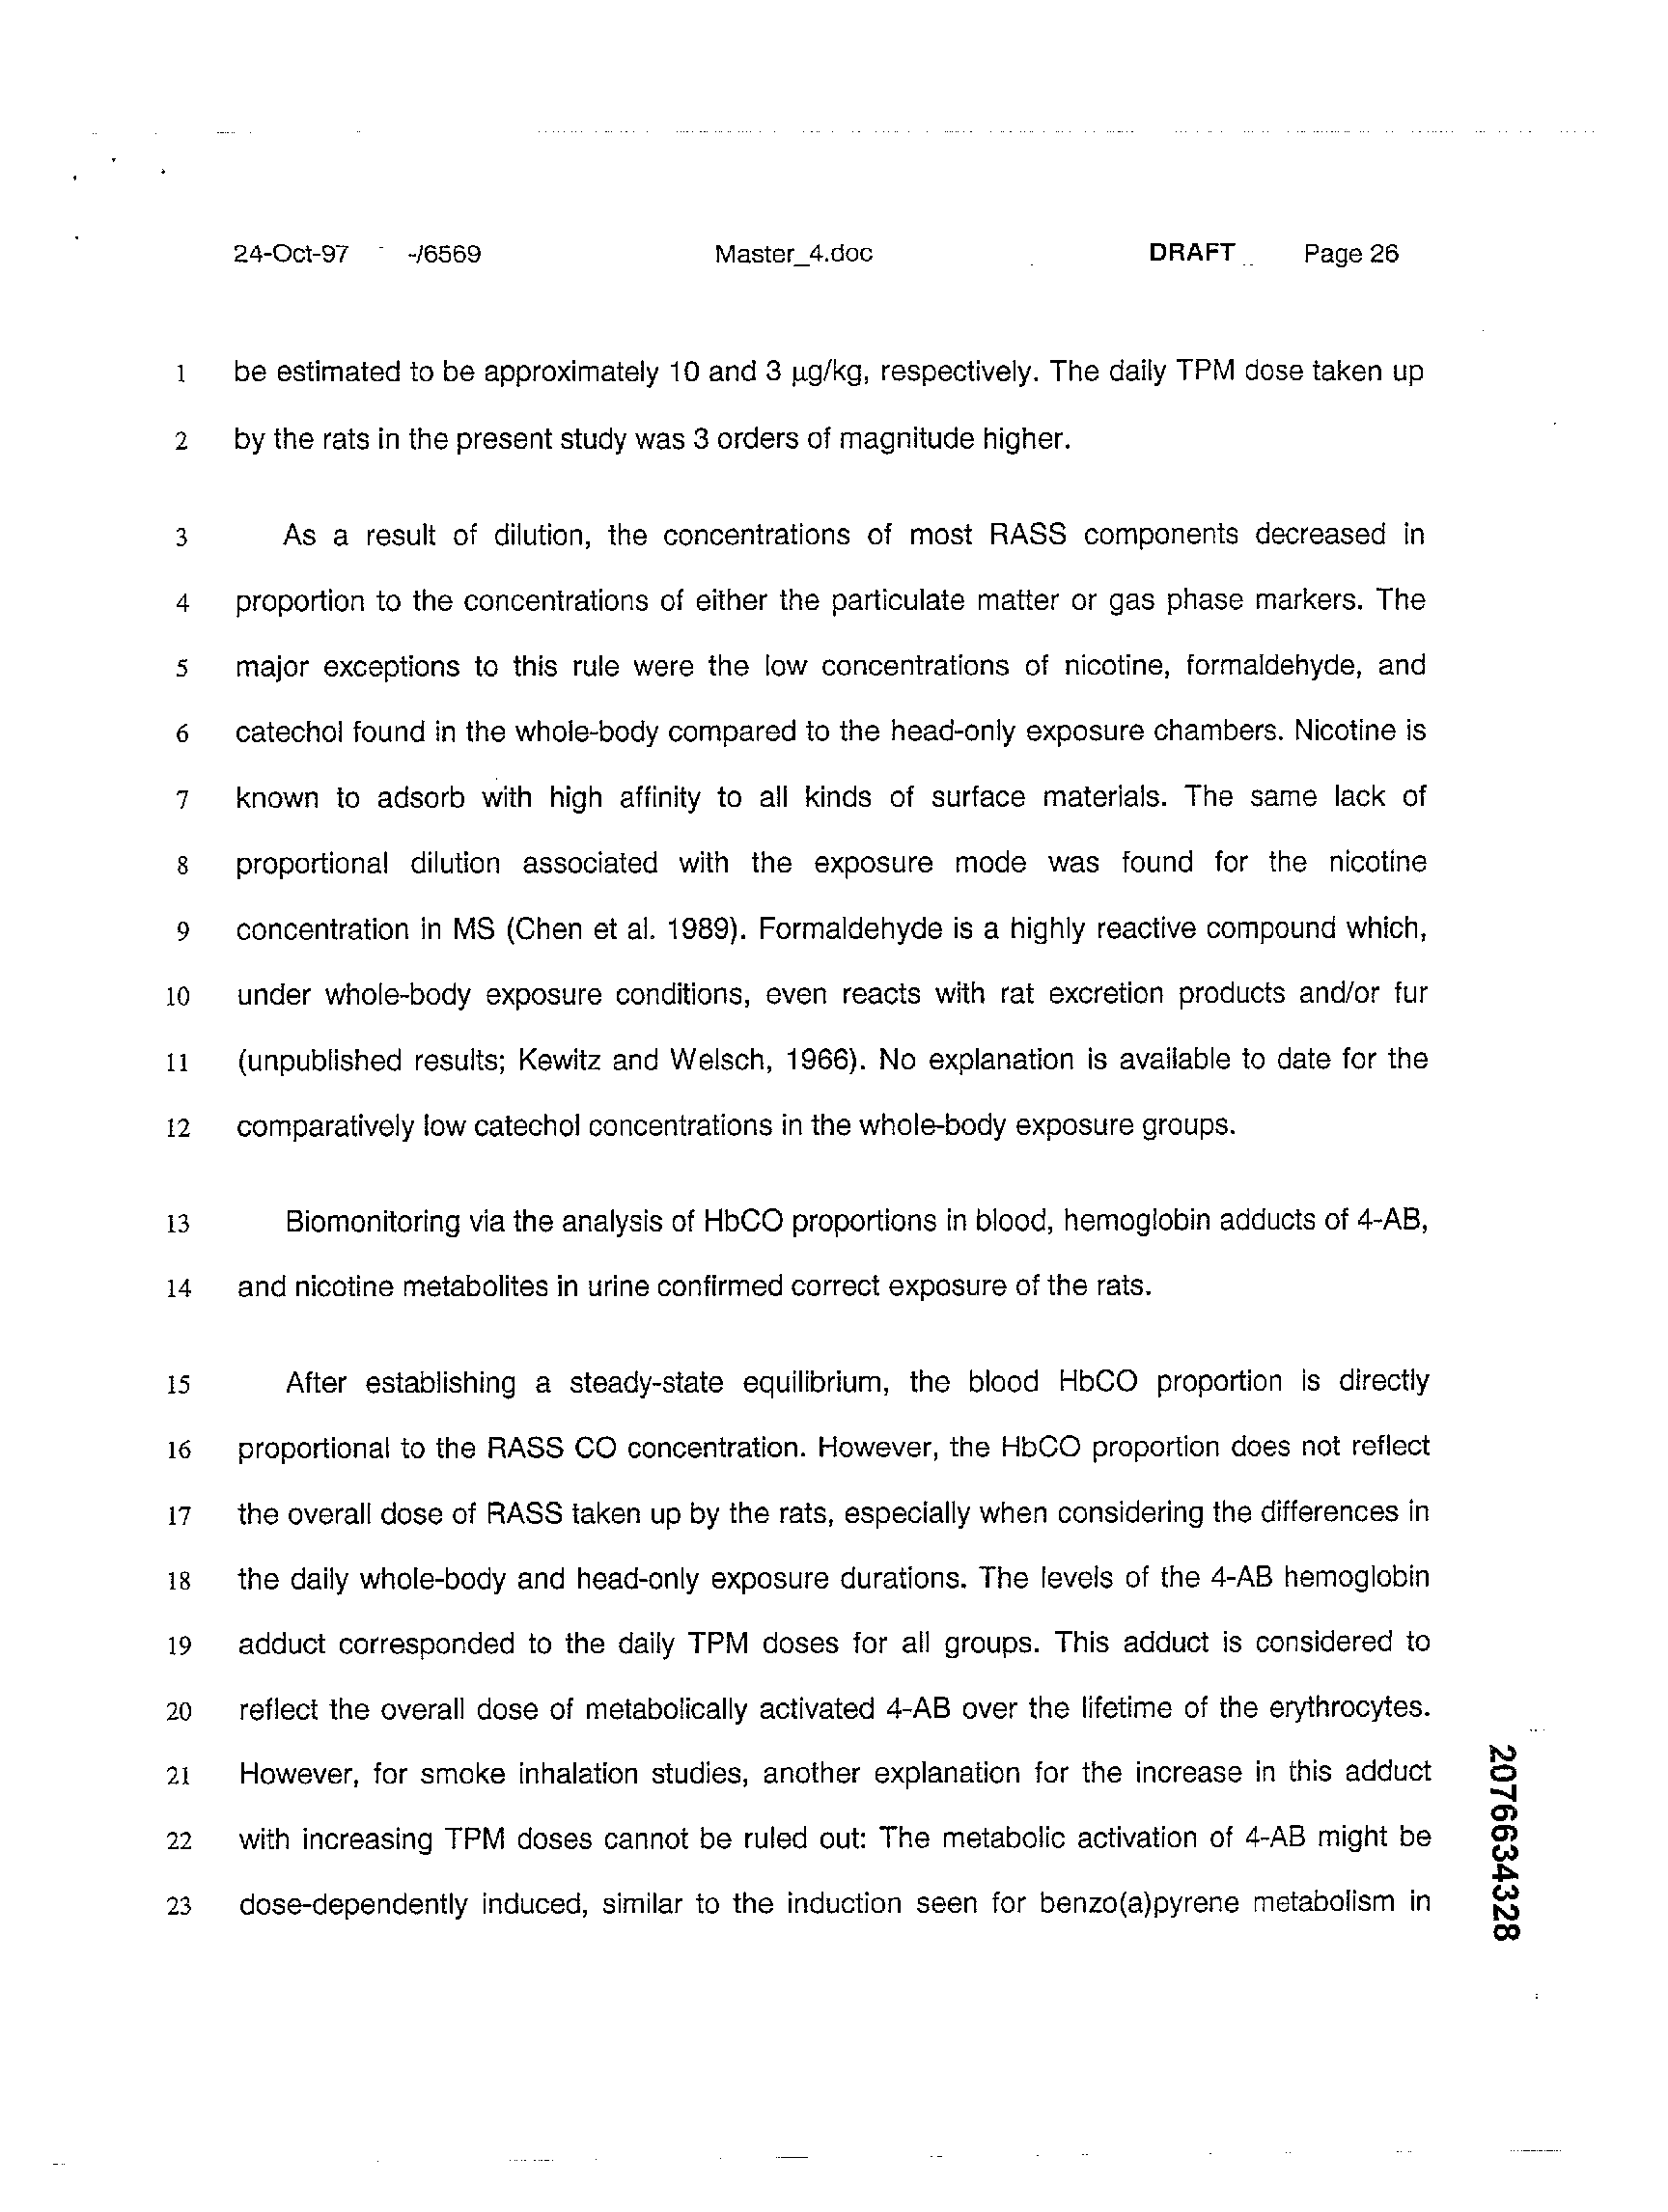 24-Oct-97 - -/6569 Master_4.doc DRAFT Page 26
1 be estimated to be approximately 10 and 3 µg/kg, respectively. The daily TPM dose taken up
2 by the rats in the present study was 3 orders of magnitude higher.
3 As a result of dilution, the concentrations of most RASS components decreased in
4 proportion to the concentrations of either the particulate matter or gas phase markers. The
5 major exceptions to this rule were the low concentrations of nicotine, formaldehyde, and
6 catechol found in the whole-body compared to the head-only exposure chambers. Nicotine is
7 known to adsorb with high affinity to all kinds of surface materials. The same lack of
8 proportional dilution associated with the exposure mode was found for the nicotine
9 concentration in MS (Chen et al. 1989). Formaldehyde is a highly reactive compound which,
10 under whole-body exposure conditions, even reacts with rat excretion products and/or fur
11 (unpublished results; Kewitz and Welsch, 1966). No explanation is available to date for the
12 comparatively low catechol concentrations in the whole-body exposure groups.
13 Biomonitoring via the analysis of HbCO proportions in blood, hemoglobin adducts of 4-AB,
14 and nicotine metabolites in urine confirmed correct exposure of the rats.
15 After establishing a steady-state equilibrium, the blood HbCO proportion is directly
16 proportional to the RASS CO concentration. However, the HbCO proportion does not reflect
17 the overall dose of RASS taken up by the rats, especially when considering the differences in
18 the daily whole-body and head-only exposure durations. The levels of the 4-AB hemoglobin
19 adduct corresponded to the daily TPM doses for all groups. This adduct is considered to
20 reflect the overall dose of metabolically activated 4-AB over the lifetime of the erythrocytes.
21 However, for smoke inhalation studies, another explanation for the increase in this adduct
22 with increasing TPM doses cannot be ruled out: The metabolic activation of 4-AB might be
23 dose-dependently induced, similar to the induction seen for benzo(a)pyrene metabolism in
2076634328